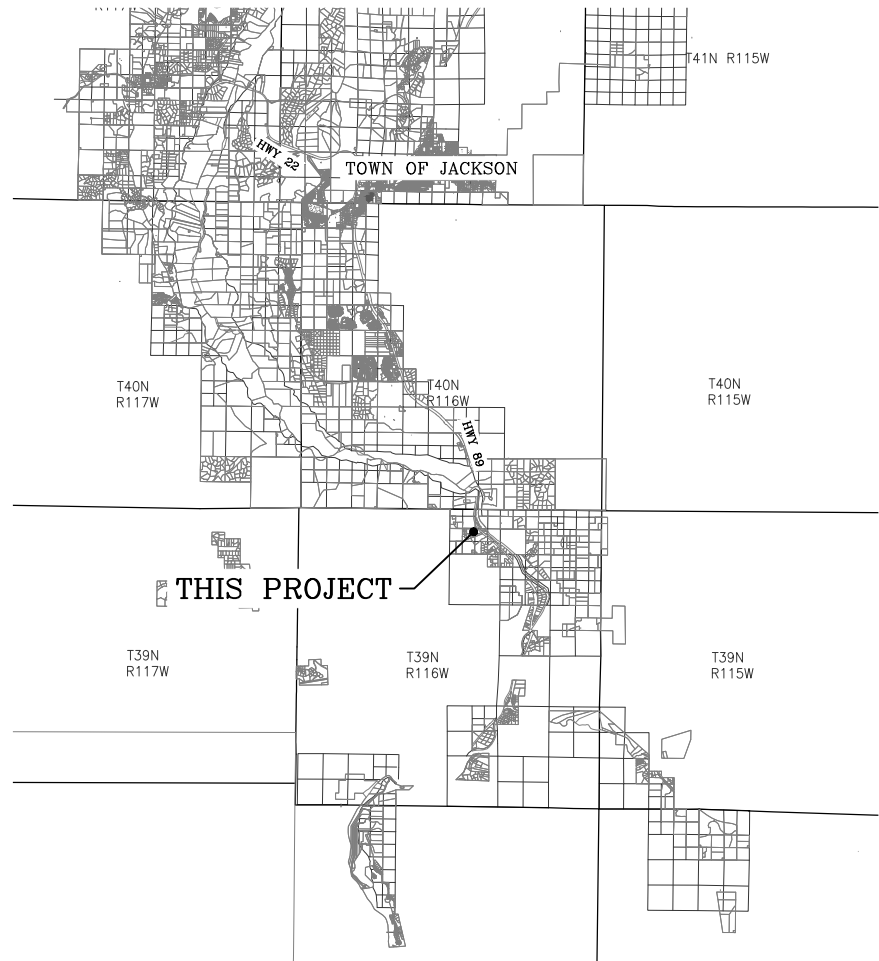 T41N R115W
HWY 22
TOWN OF JACKSON
T40N
R117W
T40N
R116W
T40N
R115W
HWY 89
THIS PROJECT
T39N
R117W
T39N
R116W
T39N
R115W